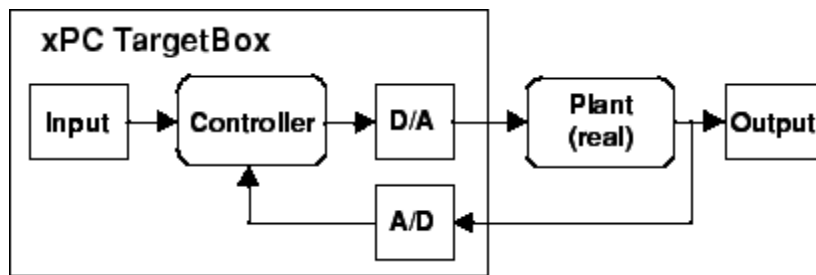 xPC TargetBox
Input
Controller
D/A
Plant
(real)
Output
A/D